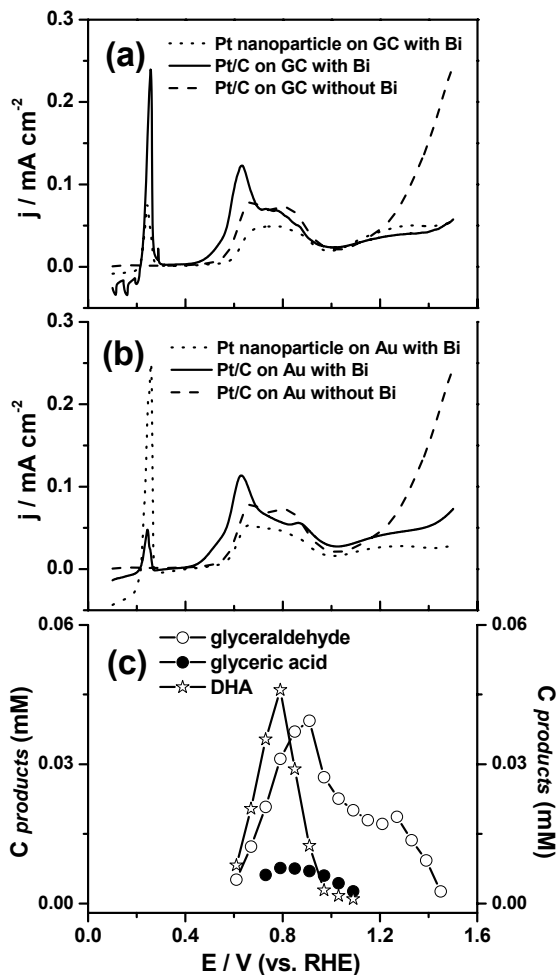 (a)
Pt nanoparticle on GC with Bi
Pt/C on GC with Bi
Pt/C on GC without Bi
j / mA cm-2
0.3
0.2
0.1
0.0
(b)
Pt nanoparticle on Au with Bi
Pt/C on Au with Bi
Pt/C on Au without Bi
j / mA cm-2
0.3
0.2
0.1
0.0
(c)
glyceraldehyde
glyceric acid
DHA
C products (mM)
0.06
0.03
0.00
C products (mM)
0.06
0.03
0.00
0.0 0.4 0.8 1.2 1.6
E / V (vs. RHE)